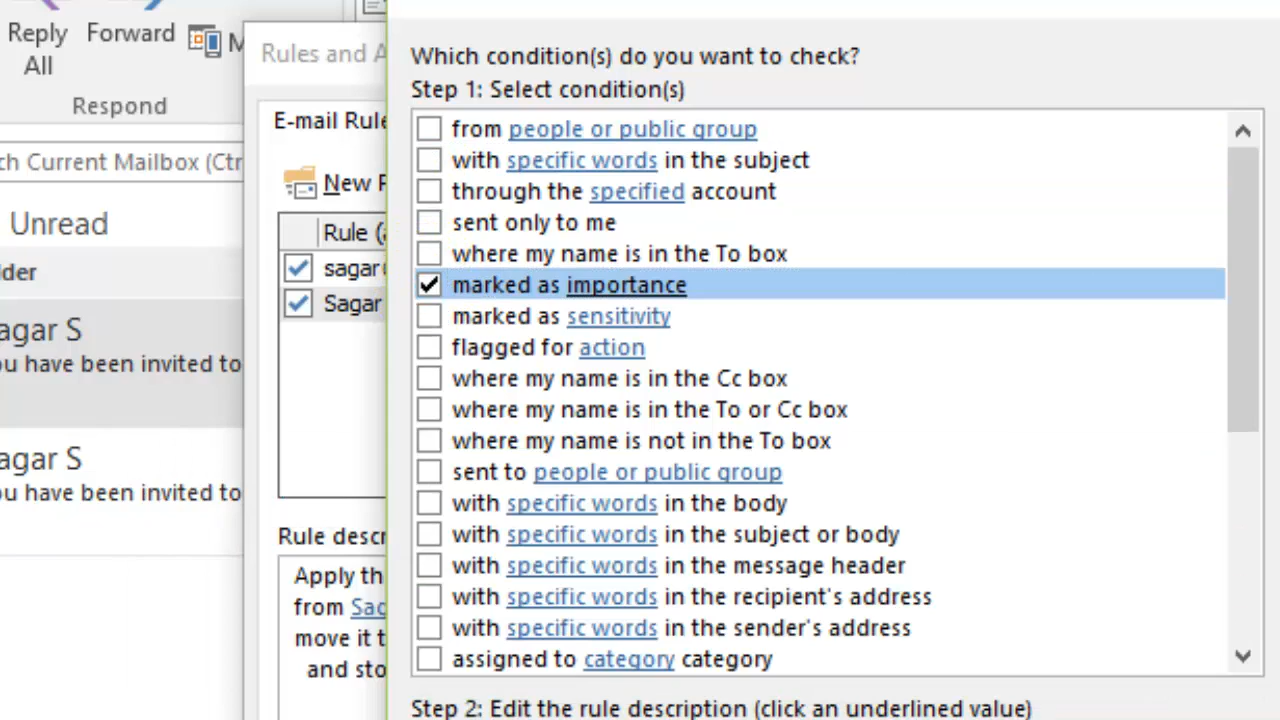 Reply All
Forward
M
Respond
ch Current Mailbox (Ctr
Unread
lder
agar S
ou have been invited to
agar S
ou have been invited to
Rules and A
E-mail Rule
New R
Rule (a
sagar
Sagar
Rule descr
Apply th
from Sag
move it t
and sto
Which condition(s) do you want to check?
Step 1: Select condition(s)
from people or public group
with specific words in the subject
through the specified account
sent only to me
where my name is in the To box
marked as importance
marked as sensitivity
flagged for action
where my name is in the Cc box
where my name is in the To or Cc box
where my name is not in the To box
sent to people or public group
with specific words in the body
with specific words in the subject or body
with specific words in the message header
with specific words in the recipient's address
with specific words in the sender's address
assigned to category category
Step 2: Edit the rule description (click an underlined value)